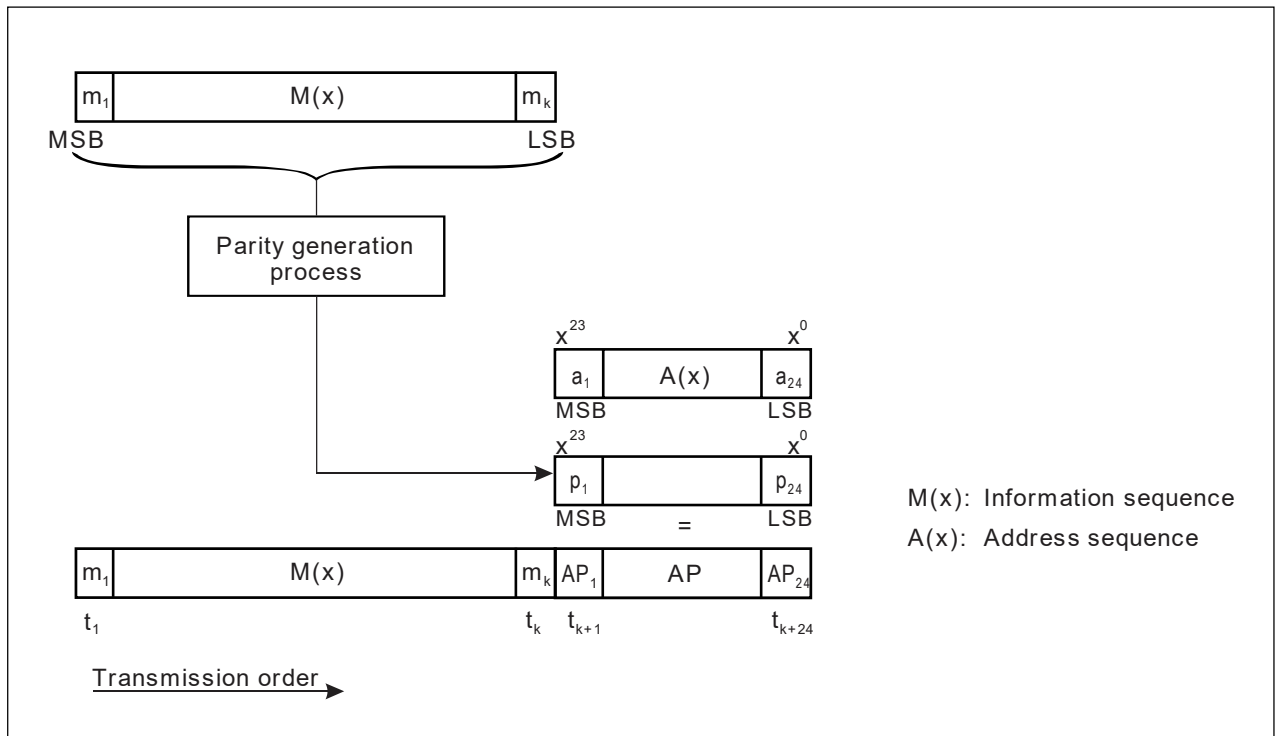 m₁ M(x) mₖ
MSB LSB
Parity generation
process
x²³ x⁰
a₁ A(x) a₂₄
MSB LSB
x²³ x⁰
p₁ p₂₄
MSB LSB
=
M(x): Information sequence
A(x): Address sequence
m₁ M(x) mₖ AP₁ AP AP₂₄
t₁ tₖ tₖ₊₁ tₖ₊₂₄
Transmission order